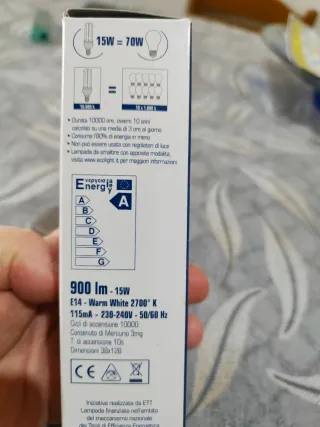 15W = 70W
=
10.000 h
10 x 1.000 h
• Durata 10000 ore, ovvero 10 anni
calcolato su una media di 3 ore al giorno
• Consuma l'80% di energia in meno
• Non può essere usata con regolatori di luce
• Lampada da smaltire con apposite modalità,
visita www.ecolight.it per maggiori informazioni
Energy
A
A
B
C
D
E
F
G
900 lm - 15W
E14 - Warm White 2700° K
115mA - 230-240V - 50/60 Hz
Cicli di accensione 10000
Contenuto di Mercurio 3mg
T. di accensione 10s
Dimensioni 38x128
CE
Iniziativa realizzata da ETT
Lampada finanziata nell'ambito
del meccanismo nazionale
dei Titoli di Efficienza Energetica